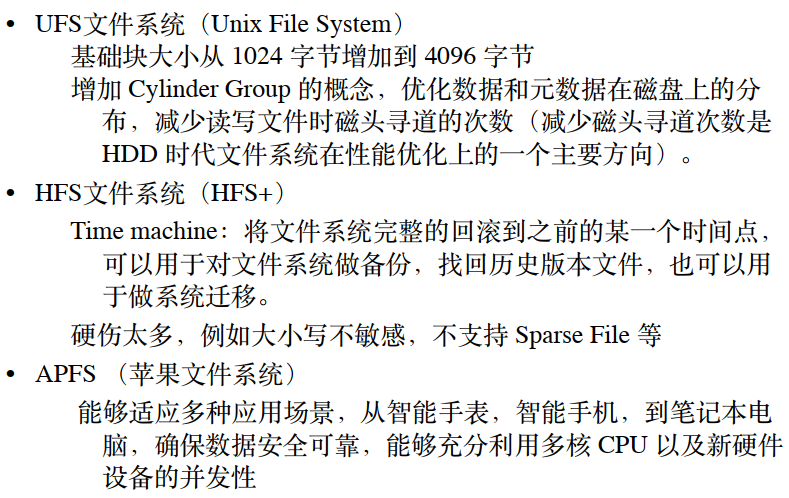 • UFS文件系统（Unix File System）
基础块大小从 1024 字节增加到 4096 字节
增加 Cylinder Group 的概念，优化数据和元数据在磁盘上的分
布，减少读写文件时磁头寻道的次数（减少磁头寻道次数是
HDD 时代文件系统在性能优化上的一个主要方向）。
• HFS文件系统（HFS+）
Time machine：将文件系统完整的回滚到之前的某一个时间点，
可以用于对文件系统做备份，找回历史版本文件，也可以用
于做系统迁移。
硬伤太多，例如大小写不敏感，不支持 Sparse File 等
• APFS （苹果文件系统）
能够适应多种应用场景，从智能手表，智能手机，到笔记本电
脑，确保数据安全可靠，能够充分利用多核 CPU 以及新硬件
设备的并发性